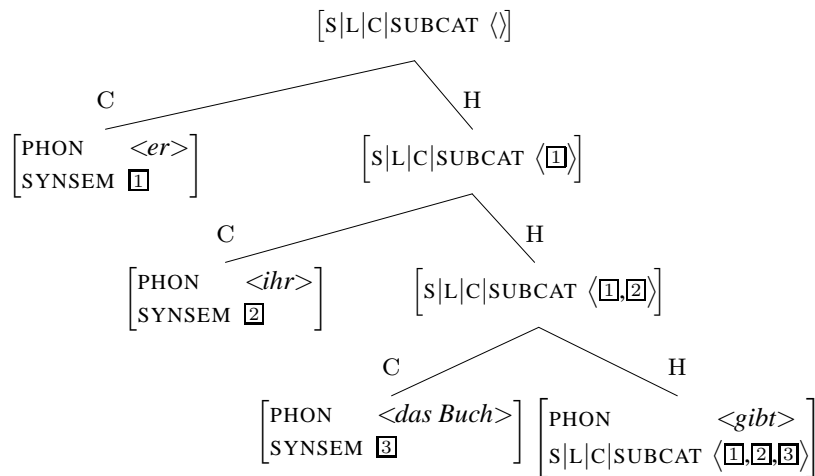 [S|L|C|SUBCAT ⟨⟩]
C H
[PHON <er>
SYNSEM 1]
[S|L|C|SUBCAT ⟨1⟩]
C H
[PHON <ihr>
SYNSEM 2]
[S|L|C|SUBCAT ⟨1,2⟩]
C H
[PHON <das Buch>
SYNSEM 3]
[PHON <gibt>
S|L|C|SUBCAT ⟨1,2,3⟩]